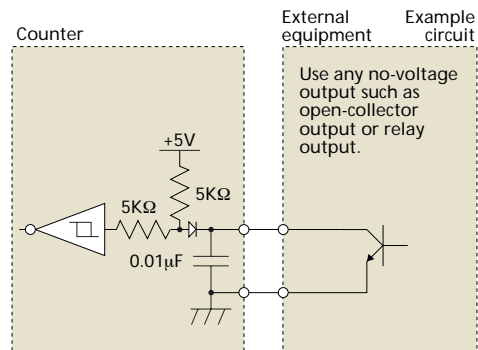 Counter
External equipment
Example circuit
Use any no-voltage
output such as
open-collector
output or relay
output.
+5V
5KΩ
5KΩ
0.01μF